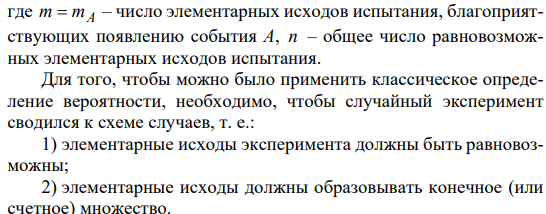 где m = m_A – число элементарных исходов испытания, благоприят-
ствующих появлению события A, n – общее число равновозмож-
ных элементарных исходов испытания.
Для того, чтобы можно было применить классическое опреде-
ление вероятности, необходимо, чтобы случайный эксперимент
сводился к схеме случаев, т. е.:
1) элементарные исходы эксперимента должны быть равновоз-
можны;
2) элементарные исходы должны образовывать конечное (или
счетное) множество.